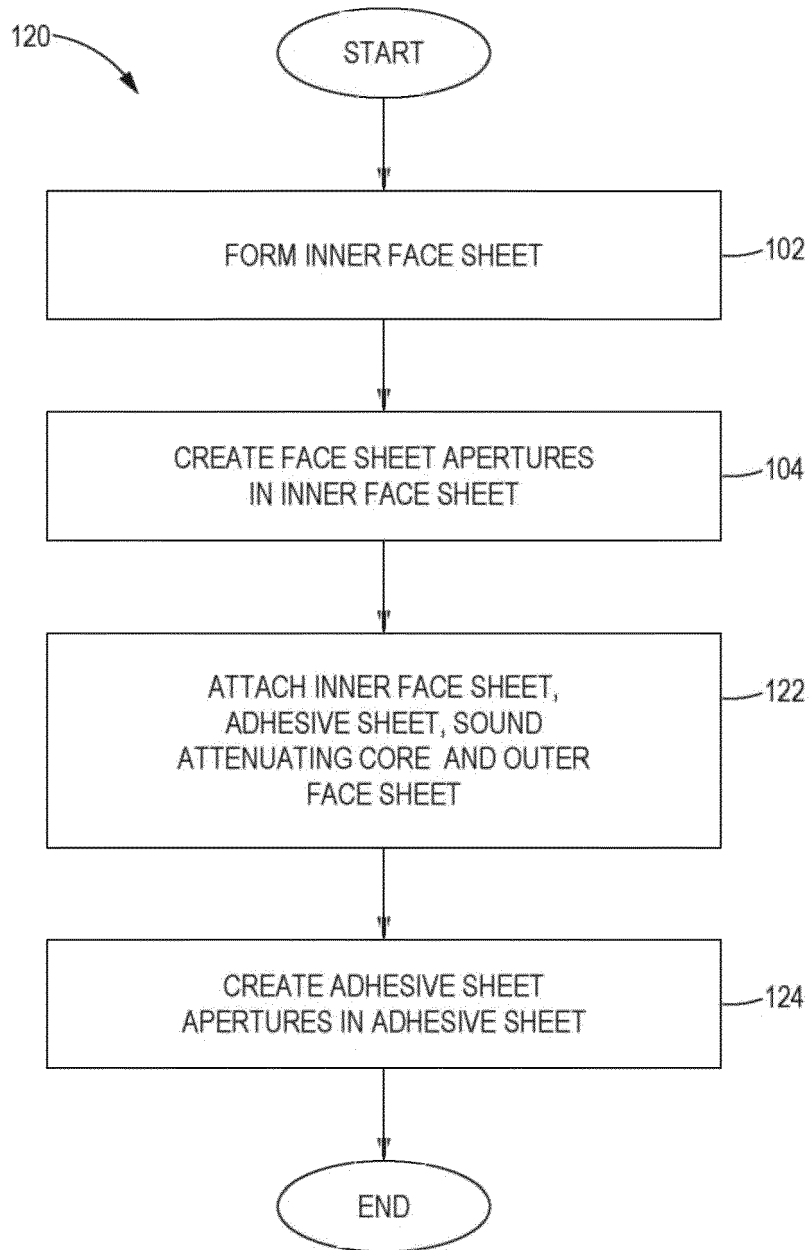 120
START
FORM INNER FACE SHEET
102
CREATE FACE SHEET APERTURES
IN INNER FACE SHEET
104
ATTACH INNER FACE SHEET,
ADHESIVE SHEET, SOUND
ATTENUATING CORE AND OUTER
FACE SHEET
122
CREATE ADHESIVE SHEET
APERTURES IN ADHESIVE SHEET
124
END